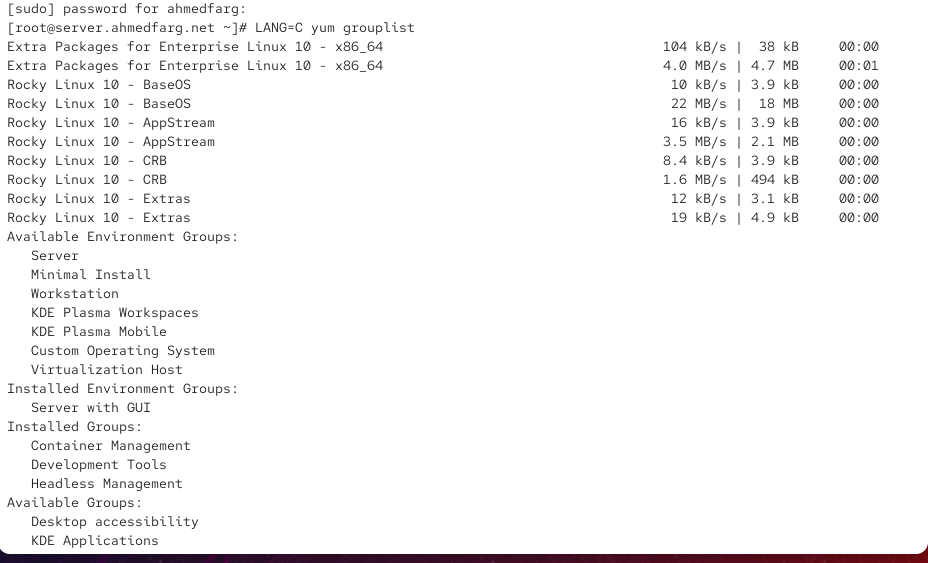 [sudo] password for ahmedfarg:
[root@server.ahmedfarg.net ~]# LANG=C yum grouplist
Extra Packages for Enterprise Linux 10 - x86_64                                   104 kB/s |  38 kB     00:00
Extra Packages for Enterprise Linux 10 - x86_64                                   4.0 MB/s | 4.7 MB     00:01
Rocky Linux 10 - BaseOS                                                            10 kB/s | 3.9 kB     00:00
Rocky Linux 10 - BaseOS                                                            22 MB/s |  18 MB     00:00
Rocky Linux 10 - AppStream                                                         16 kB/s | 3.9 kB     00:00
Rocky Linux 10 - AppStream                                                        3.5 MB/s | 2.1 MB     00:00
Rocky Linux 10 - CRB                                                              8.4 kB/s | 3.9 kB     00:00
Rocky Linux 10 - CRB                                                              1.6 MB/s | 494 kB     00:00
Rocky Linux 10 - Extras                                                            12 kB/s | 3.1 kB     00:00
Rocky Linux 10 - Extras                                                            19 kB/s | 4.9 kB     00:00
Available Environment Groups:
   Server
   Minimal Install
   Workstation
   KDE Plasma Workspaces
   KDE Plasma Mobile
   Custom Operating System
   Virtualization Host
Installed Environment Groups:
   Server with GUI
Installed Groups:
   Container Management
   Development Tools
   Headless Management
Available Groups:
   Desktop accessibility
   KDE Applications